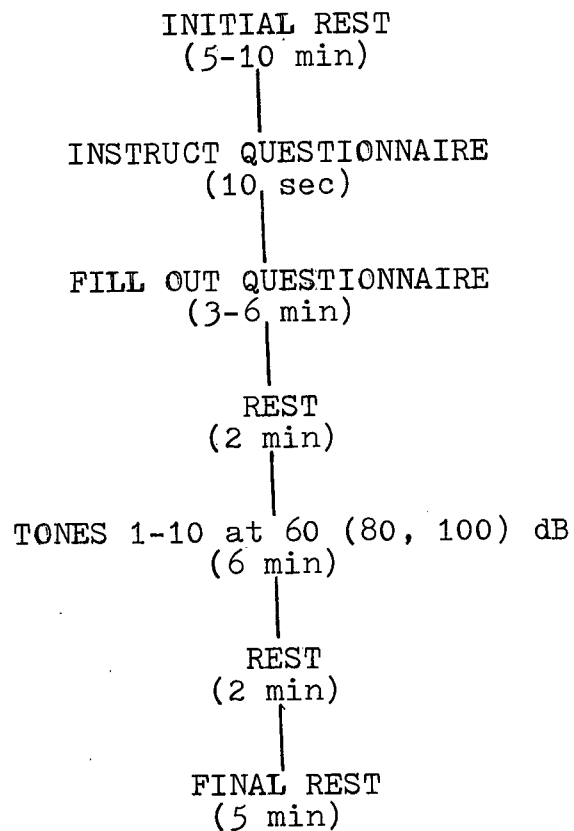 INITIAL REST
(5-10 min)
INSTRUCT QUESTIONNAIRE
(10 sec)
FILL OUT QUESTIONNAIRE
(3-6 min)
REST
(2 min)
TONES 1-10 at 60 (80, 100) dB
(6 min)
REST
(2 min)
FINAL REST
(5 min)